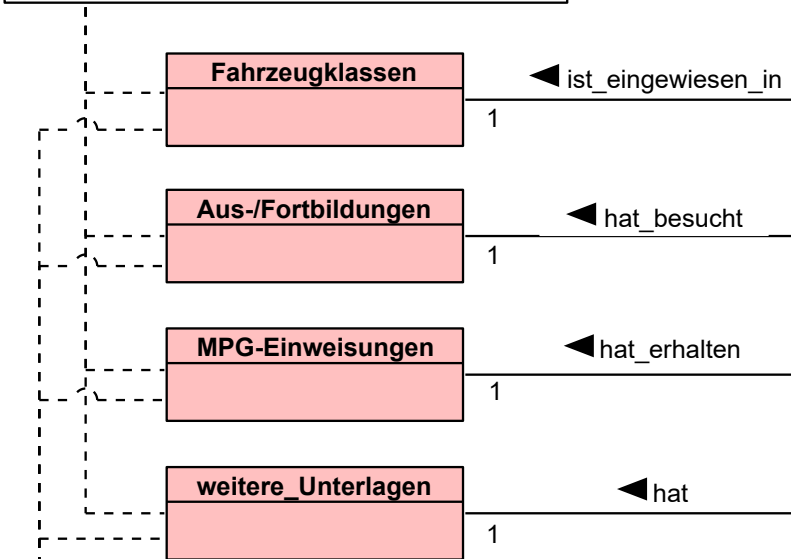 Fahrzeugklassen
ist_eingewiesen_in
1
Aus-/Fortbildungen
hat_besucht
1
MPG-Einweisungen
hat_erhalten
1
weitere_Unterlagen
hat
1